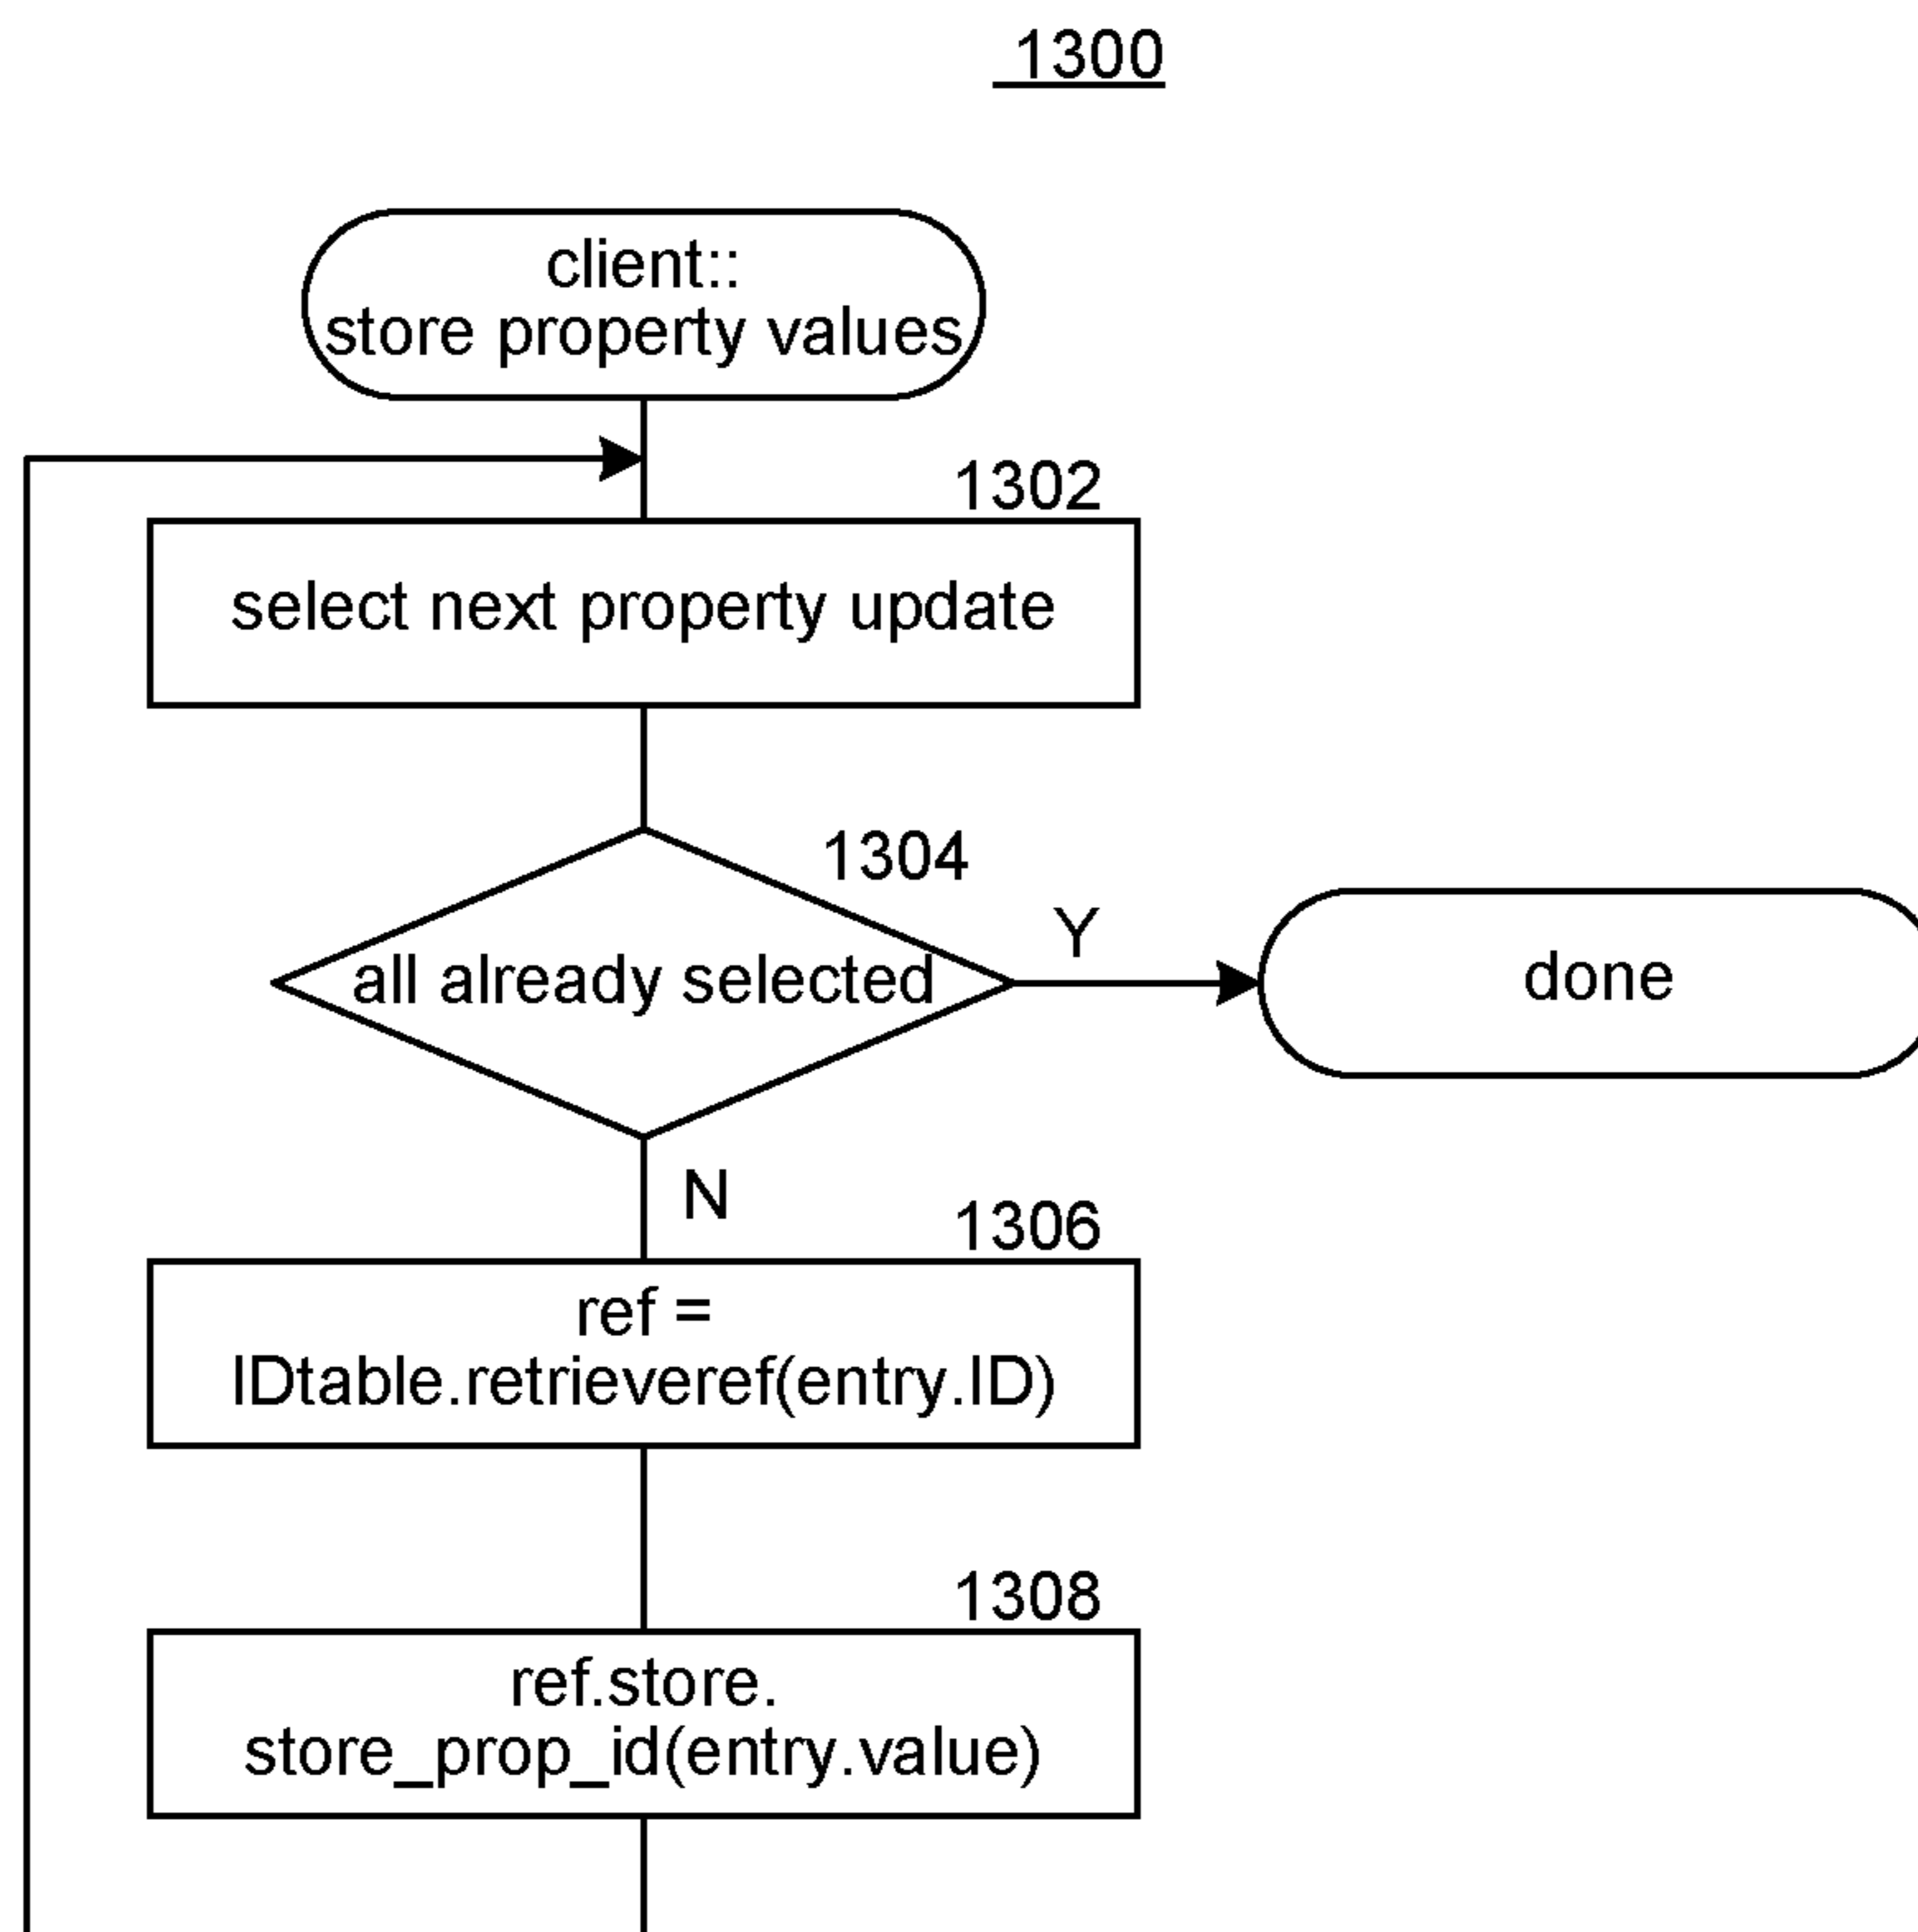 1300
client::
store property values
1302
select next property update
1304
all already selected
Y
done
N
1306
ref =
IDtable.retrieveref(entry.ID)
1308
ref.store.
store_prop_id(entry.value)